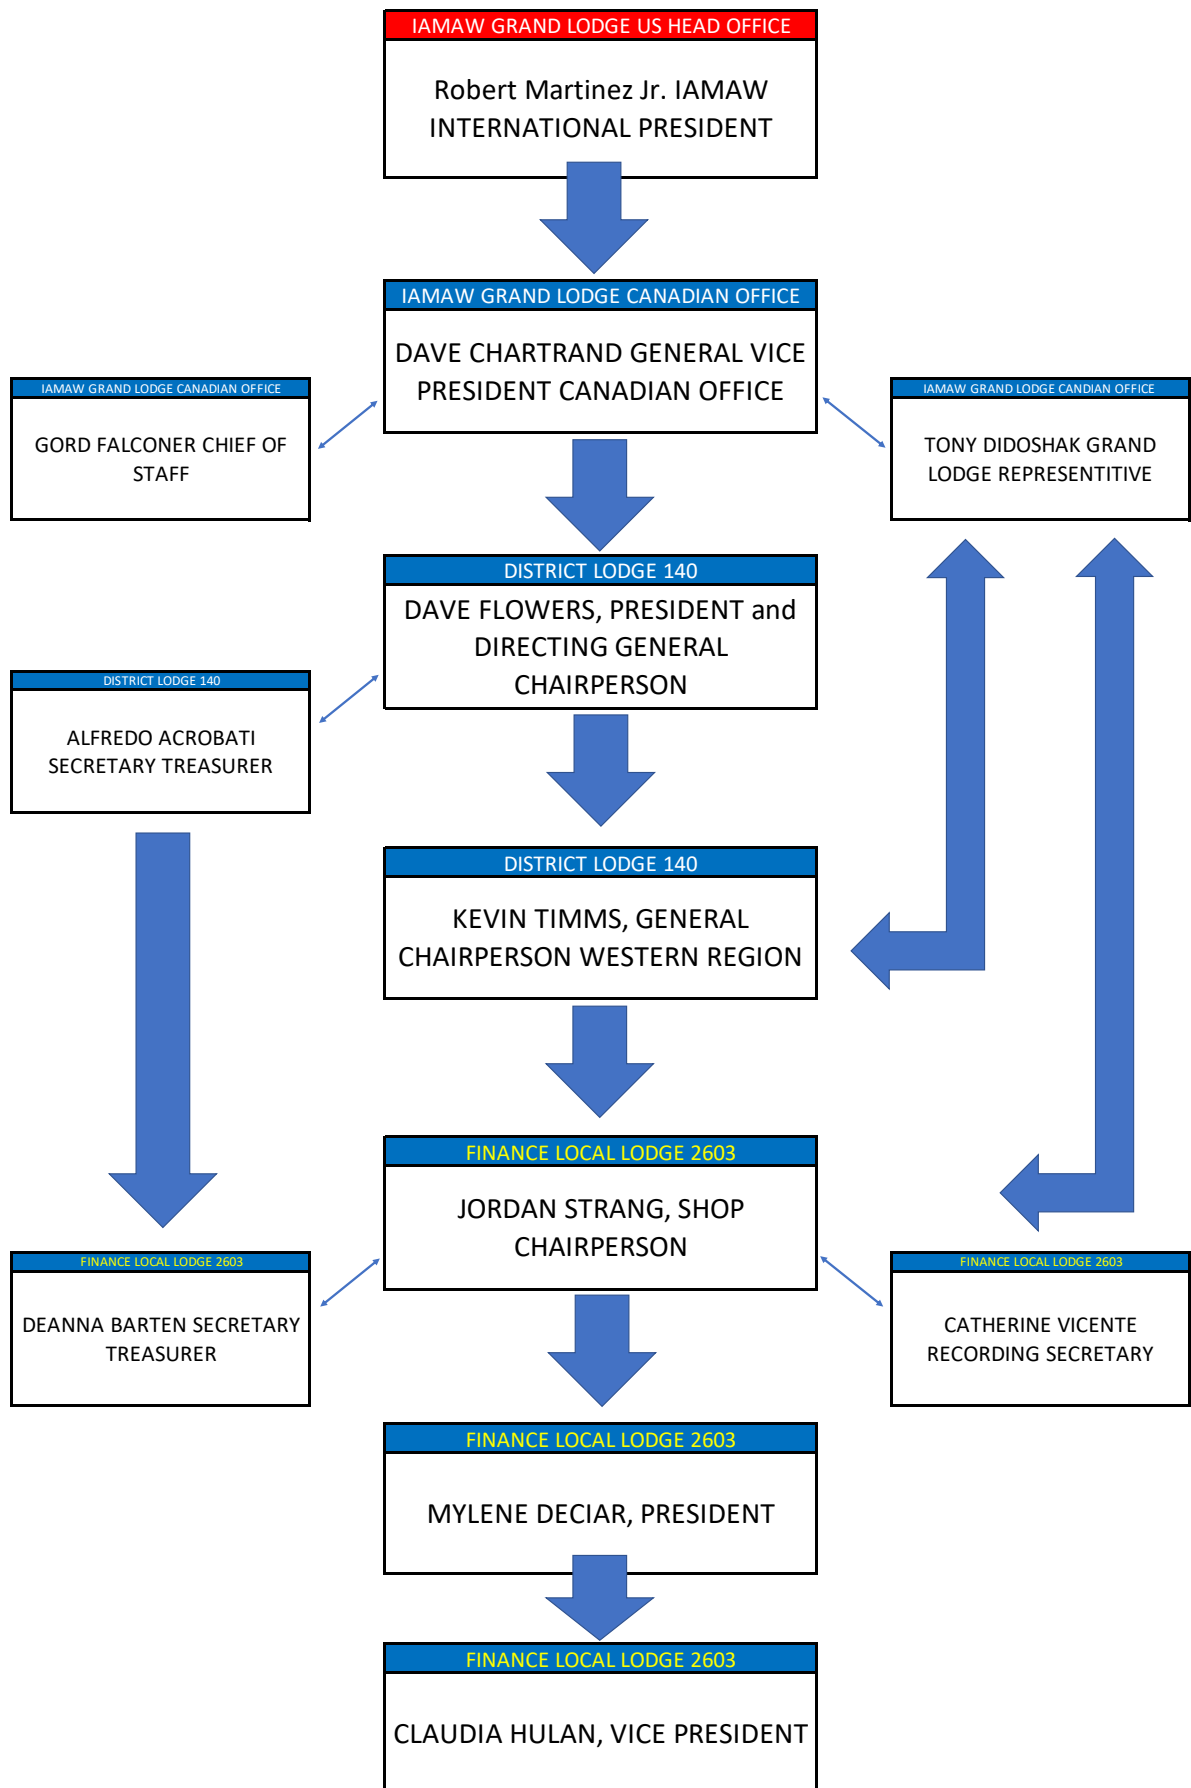 IAMAW GRAND LODGE US HEAD OFFICE
Robert Martinez Jr. IAMAW
INTERNATIONAL PRESIDENT
IAMAW GRAND LODGE CANADIAN OFFICE
DAVE CHARTRAND GENERAL VICE
PRESIDENT CANADIAN OFFICE
IAMAW GRAND LODGE CANADIAN OFFICE
GORD FALCONER CHIEF OF
STAFF
IAMAW GRAND LODGE CANDIAN OFFICE
TONY DIDOSHAK GRAND
LODGE REPRESENTITIVE
DISTRICT LODGE 140
DAVE FLOWERS, PRESIDENT and
DIRECTING GENERAL
CHAIRPERSON
DISTRICT LODGE 140
ALFREDO ACROBATI
SECRETARY TREASURER
DISTRICT LODGE 140
KEVIN TIMMS, GENERAL
CHAIRPERSON WESTERN REGION
FINANCE LOCAL LODGE 2603
JORDAN STRANG, SHOP
CHAIRPERSON
FINANCE LOCAL LODGE 2603
DEANNA BARTEN SECRETARY
TREASURER
FINANCE LOCAL LODGE 2603
CATHERINE VICENTE
RECORDING SECRETARY
FINANCE LOCAL LODGE 2603
MYLENE DECIAR, PRESIDENT
FINANCE LOCAL LODGE 2603
CLAUDIA HULAN, VICE PRESIDENT